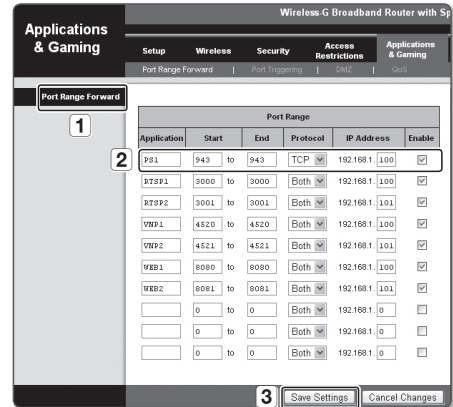 Wireless-G Broadband Router with Sp
Applications & Gaming
Setup Wireless Security Access Restrictions Applications & Gaming
Port Range Forward | Port Triggering | DMZ | QoS
Port Range Forward
1
Port Range
Application Start End Protocol IP Address Enable
2
PS1 943 to 943 TCP 192.168.1. 100
RTSP1 3000 to 3000 Both 192.168.1. 100
RTSP2 3001 to 3001 Both 192.168.1. 101
VNP1 4520 to 4520 Both 192.168.1. 100
VNP2 4521 to 4521 Both 192.168.1. 101
WEB1 8080 to 8080 Both 192.168.1. 100
WEB2 8081 to 8081 Both 192.168.1. 101
0 to 0 Both 192.168.1. 0
0 to 0 Both 192.168.1. 0
0 to 0 Both 192.168.1. 0
3 Save Settings Cancel Changes